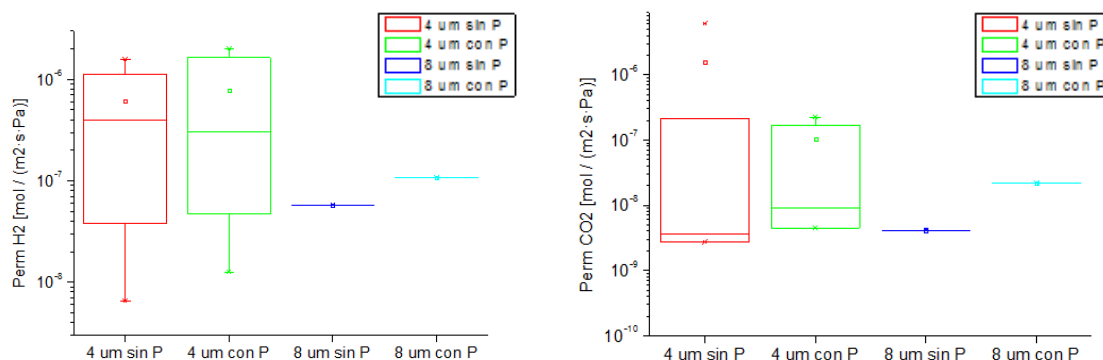 4 um sin P
4 um con P
8 um sin P
8 um con P
Perm H2 [mol / (m2·s·Pa)]
10^-6
10^-7
10^-8
4 um sin P 4 um con P 8 um sin P 8 um con P
4 um sin P
4 um con P
8 um sin P
8 um con P
Perm CO2 [mol / (m2·s·Pa)]
10^-6
10^-7
10^-8
10^-9
10^-10
4 um sin P 4 um con P 8 um sin P 8 um con P